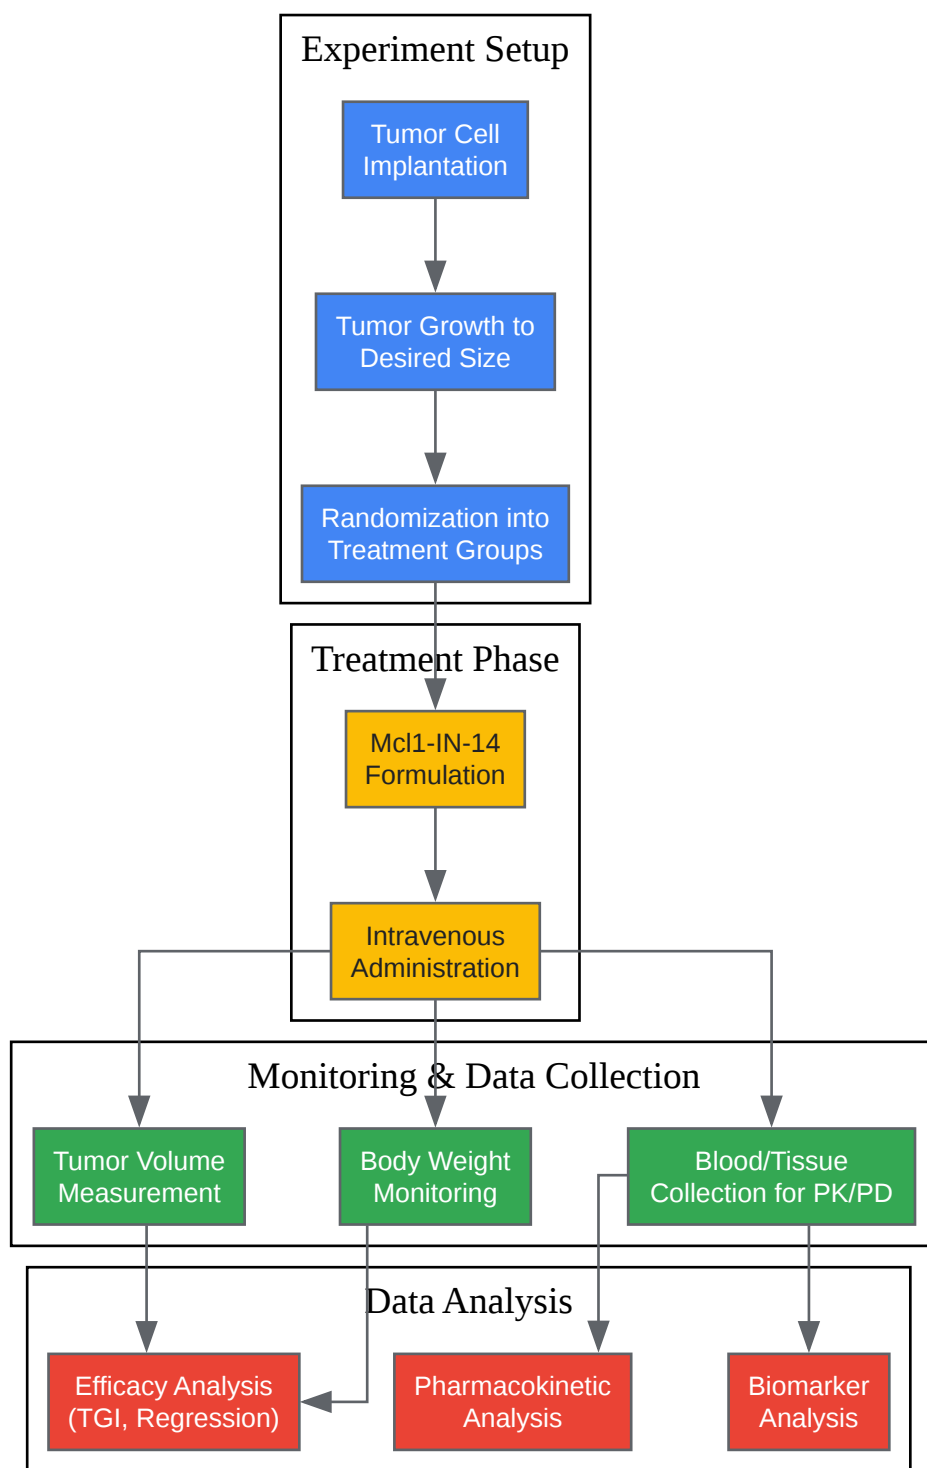 Experiment Setup
Tumor Cell
Implantation
Tumor Growth to
Desired Size
Randomization into
Treatment Groups
Treatment Phase
Mcl1-IN-14
Formulation
Intravenous
Administration
Monitoring & Data Collection
Tumor Volume
Measurement
Body Weight
Monitoring
Blood/Tissue
Collection for PK/PD
Data Analysis
Efficacy Analysis
(TGI, Regression)
Pharmacokinetic
Analysis
Biomarker
Analysis